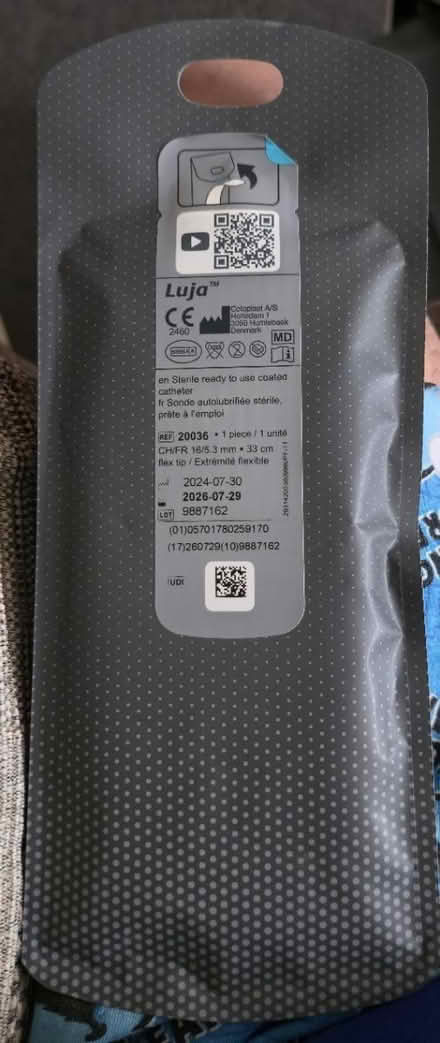 Luja™
CE
2460
Coloplast A/S
Holtedam 1
3050 Humlebaek
Denmark
MD
en Sterile ready to use coated
catheter
fr Sonde autolubrifiée stérile,
prête à l'emploi
REF 20036 • 1 piece / 1 unité
CH/FR 16/5.3 mm • 33 cm
flex tip / Extrémité flexible
2024-07-30
2026-07-29
LOT 9887162
(01)05701780259170
(17)260729(10)9887162
UDI